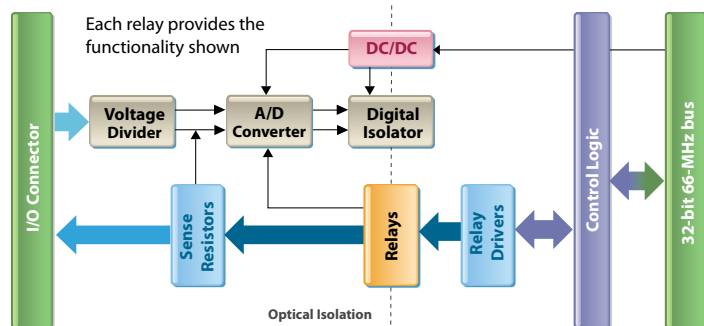 Each relay provides the
functionality shown
DC/DC
I/O Connector
Voltage
Divider
A/D
Converter
Digital
Isolator
Control Logic
32-bit 66-MHz bus
Sense
Resistors
Relays
Relay
Drivers
Optical Isolation